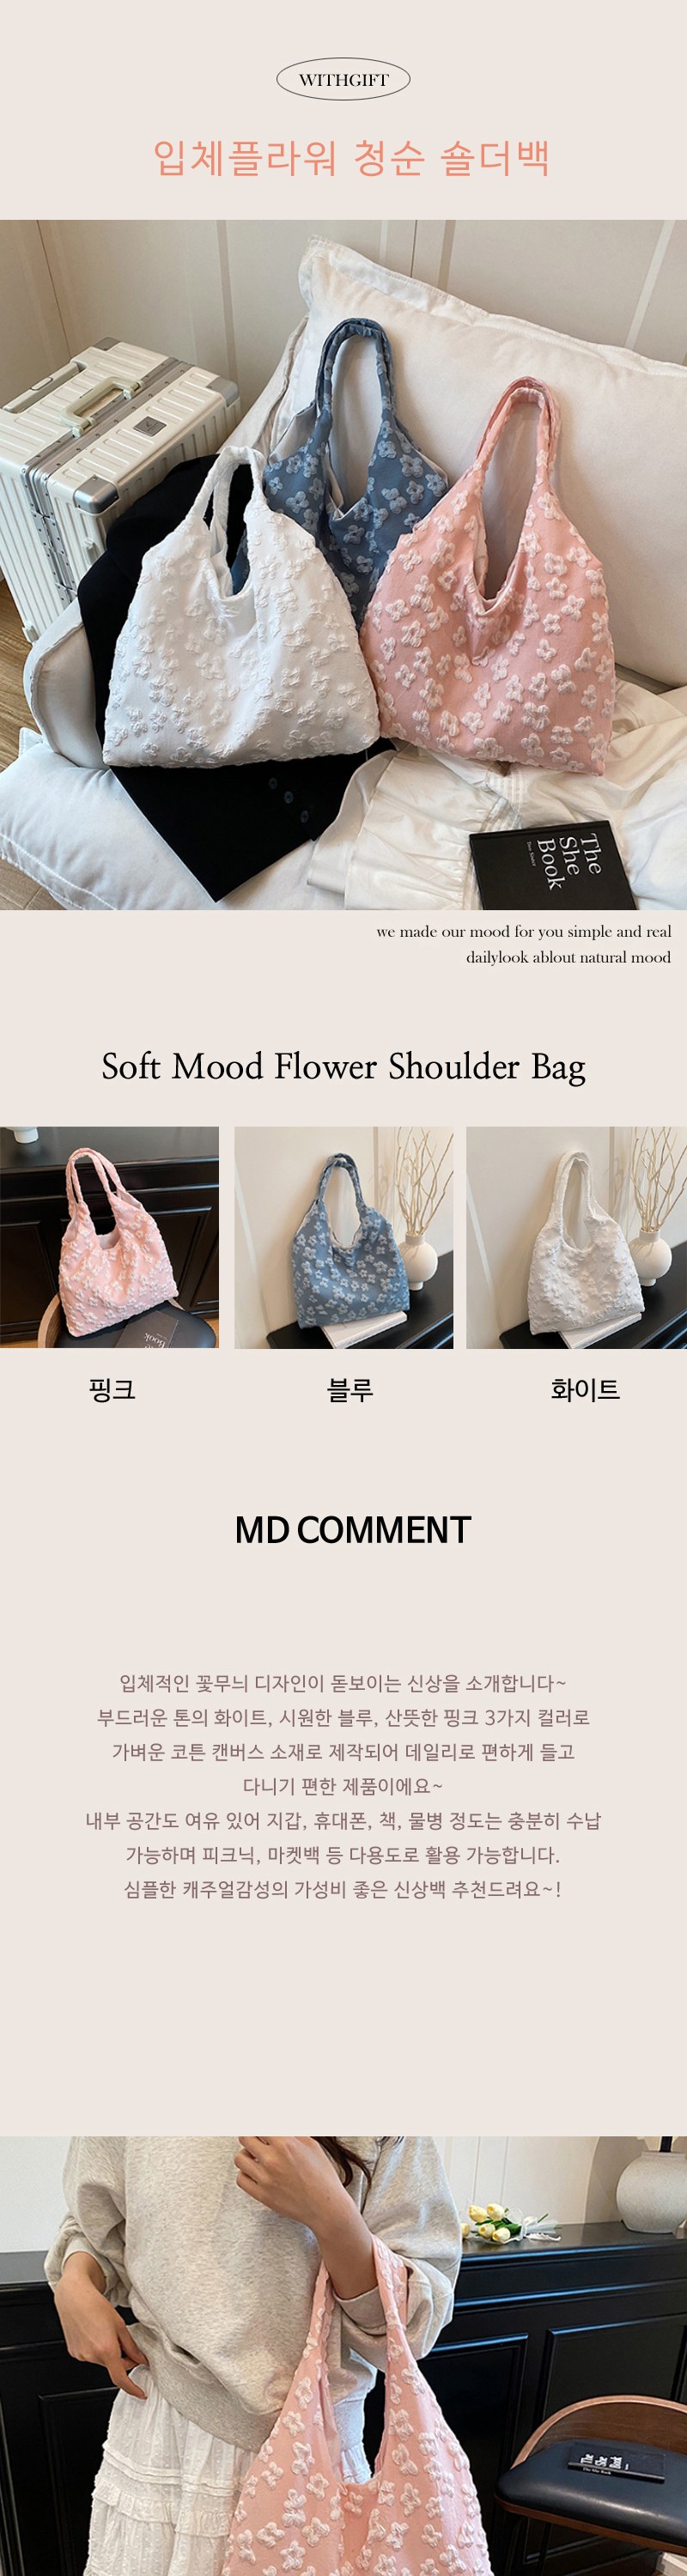 WITHGIFT
입체플라워 청순 숄더백
The
She
Book
we made our mood for you simple and real
dailylook ablout natural mood
Soft Mood Flower Shoulder Bag
Book
핑크
블루
화이트
MD COMMENT
입체적인 꽃무늬 디자인이 돋보이는 신상을 소개합니다~
부드러운 톤의 화이트, 시원한 블루, 산뜻한 핑크 3가지 컬러로
가벼운 코튼 캔버스 소재로 제작되어 데일리로 편하게 들고
다니기 편한 제품이에요~
내부 공간도 여유 있어 지갑, 휴대폰, 책, 물병 정도는 충분히 수납
가능하며 피크닉, 마켓백 등 다용도로 활용 가능합니다.
심플한 캐주얼감성의 가성비 좋은 신상백 추천드려요~!
The She Book